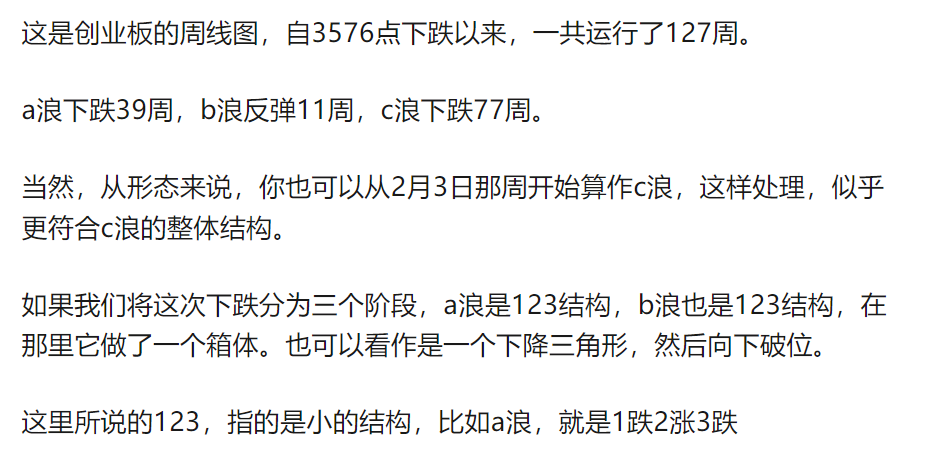 这是创业板的周线图，自3576点下跌以来，一共运行了127周。
a浪下跌39周，b浪反弹11周，c浪下跌77周。
当然，从形态来说，你也可以从2月3日那周开始算作c浪，这样处理，似乎
更符合c浪的整体结构。
如果我们将这次下跌分为三个阶段，a浪是123结构，b浪也是123结构，在
那里它做了一个箱体。也可以看作是一个下降三角形，然后向下破位。
这里所说的123，指的是小的结构，比如a浪，就是1跌2涨3跌